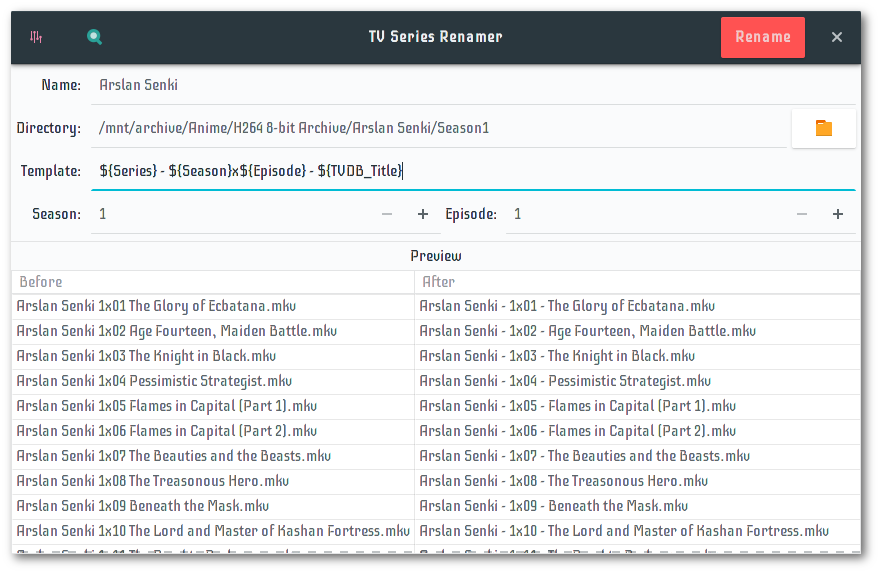 TV Series Renamer Rename
Name: Arslan Senki
Directory: /mnt/archive/Anime/H264 8-bit Archive/Arslan Senki/Season1
Template: ${Series} - ${Season}x${Episode} - ${TVDB_Title}
Season: 1 Episode: 1
Preview
Before After
Arslan Senki 1x01 The Glory of Ecbatana.mkv Arslan Senki - 1x01 - The Glory of Ecbatana.mkv
Arslan Senki 1x02 Age Fourteen, Maiden Battle.mkv Arslan Senki - 1x02 - Age Fourteen, Maiden Battle.mkv
Arslan Senki 1x03 The Knight in Black.mkv Arslan Senki - 1x03 - The Knight in Black.mkv
Arslan Senki 1x04 Pessimistic Strategist.mkv Arslan Senki - 1x04 - Pessimistic Strategist.mkv
Arslan Senki 1x05 Flames in Capital (Part 1).mkv Arslan Senki - 1x05 - Flames in Capital (Part 1).mkv
Arslan Senki 1x06 Flames in Capital (Part 2).mkv Arslan Senki - 1x06 - Flames in Capital (Part 2).mkv
Arslan Senki 1x07 The Beauties and the Beasts.mkv Arslan Senki - 1x07 - The Beauties and the Beasts.mkv
Arslan Senki 1x08 The Treasonous Hero.mkv Arslan Senki - 1x08 - The Treasonous Hero.mkv
Arslan Senki 1x09 Beneath the Mask.mkv Arslan Senki - 1x09 - Beneath the Mask.mkv
Arslan Senki 1x10 The Lord and Master of Kashan Fortress.mkv Arslan Senki - 1x10 - The Lord and Master of Kashan Fortress.mkv